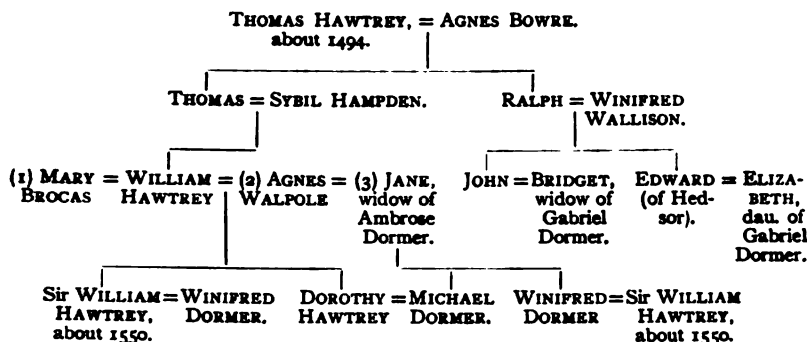 THOMAS HAWTREY, = AGNES BOWRE.
about 1494.
THOMAS = SYBIL HAMPDEN. RALPH = WINIFRED
WALLISON.
(1) MARY = WILLIAM = (2) AGNES = (3) JANE, JOHN = BRIDGET, EDWARD = ELIZA-
BROCAS HAWTREY WALPOLE widow of widow of (of Hed- BETH,
Ambrose Gabriel sor). dau. of
Dormer. Dormer. Gabriel
Dormer.
Sir WILLIAM = WINIFRED DOROTHY = MICHAEL WINIFRED = Sir WILLIAM
HAWTREY, DORMER. HAWTREY DORMER. DORMER HAWTREY,
about 1550. about 1550.